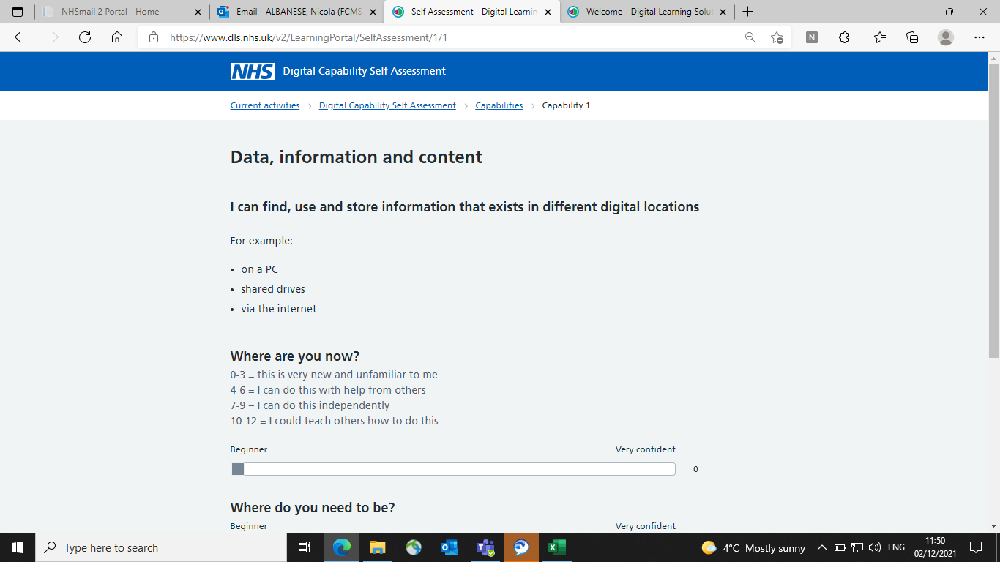 NHSmail 2 Portal - Home
Email - ALBANESE, Nicola (FCMS
Self Assessment - Digital Learnin
Welcome - Digital Learning Solut
https://www.dls.nhs.uk/v2/LearningPortal/SelfAssessment/1/1
N
NHS Digital Capability Self Assessment
Current activities > Digital Capability Self Assessment > Capabilities > Capability 1
Data, information and content
I can find, use and store information that exists in different digital locations
For example:
• on a PC
• shared drives
• via the internet
Where are you now?
0-3 = this is very new and unfamiliar to me
4-6 = I can do this with help from others
7-9 = I can do this independently
10-12 = I could teach others how to do this
Beginner Very confident
0
Where do you need to be?
Beginner Very confident
Type here to search
4°C Mostly sunny
ENG
11:50
02/12/2021